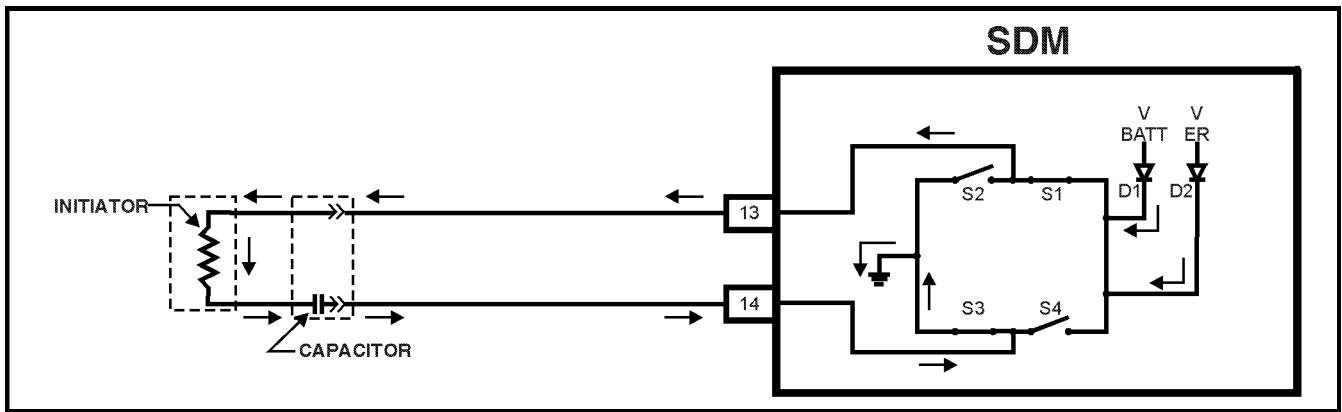 SDM
V V
BATT ER
D1 D2
S2 S1
INITIATOR
13
14
S3 S4
CAPACITOR